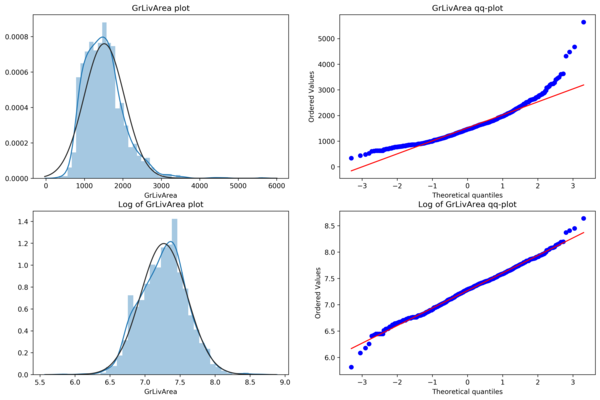 GrLivArea plot
0.0008
0.0006
0.0004
0.0002
0.0000
0 1000 2000 3000 4000 5000 6000
GrLivArea
GrLivArea qq-plot
Ordered Values
5000
4000
3000
2000
1000
0
−3 −2 −1 0 1 2 3
Theoretical quantiles
Log of GrLivArea plot
1.4
1.2
1.0
0.8
0.6
0.4
0.2
0.0
5.5 6.0 6.5 7.0 7.5 8.0 8.5 9.0
GrLivArea
Log of GrLivArea qq-plot
Ordered Values
8.5
8.0
7.5
7.0
6.5
6.0
−3 −2 −1 0 1 2 3
Theoretical quantiles